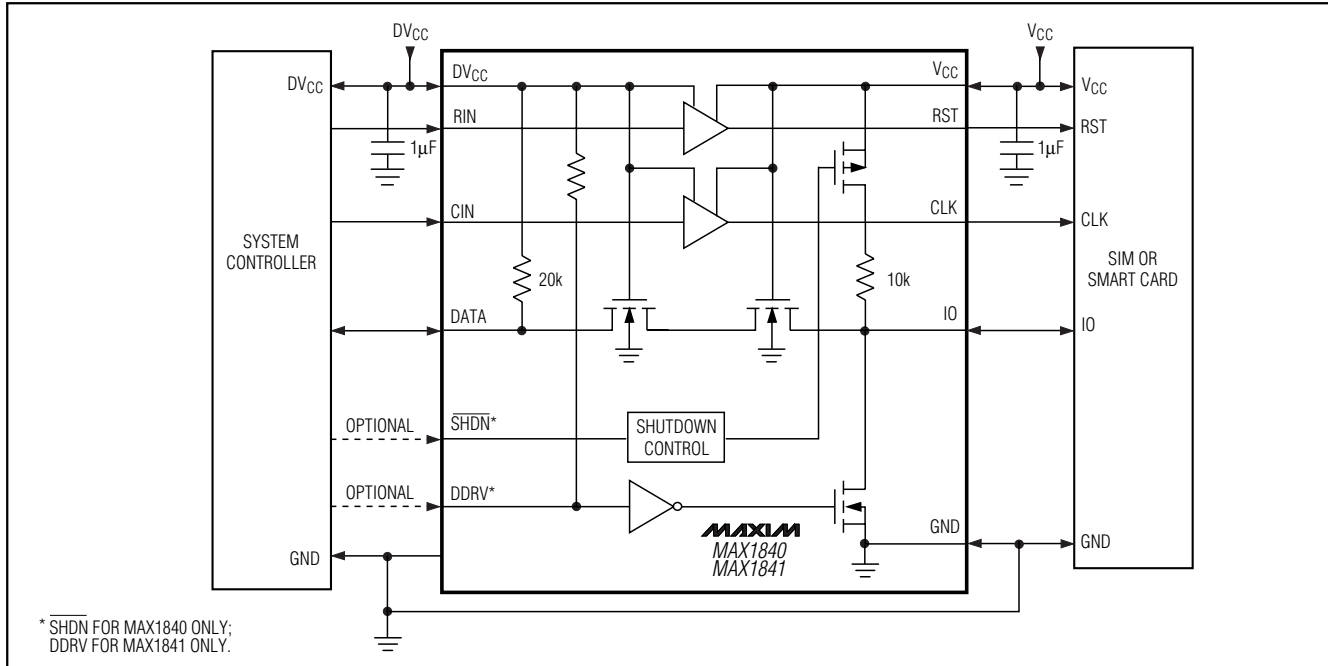 DVCC
VCC
DVCC
DVCC
VCC
VCC
RIN
RST
RST
1µF
1µF
CIN
CLK
CLK
SYSTEM
CONTROLLER
SIM OR
SMART CARD
20k
10k
DATA
IO
IO
OPTIONAL
SHDN*
SHUTDOWN
CONTROL
OPTIONAL
DDRV*
MAXIM
MAX1840
MAX1841
GND
GND
GND
* SHDN FOR MAX1840 ONLY;
DDRV FOR MAX1841 ONLY.